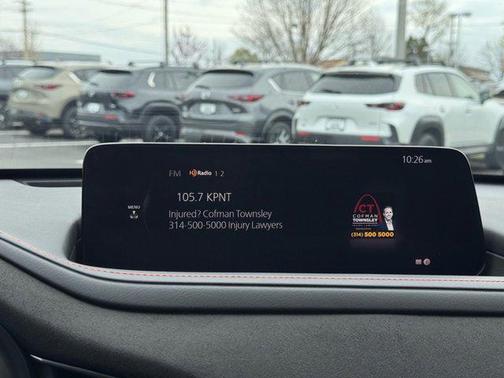 10:26 am
FM HD Radio 1 2
105.7 KPNT
MENU
Injured? Cofman Townsley
314-500-5000 Injury Lawyers
CT
COFMAN
TOWNSLEY
(314) 500 5000